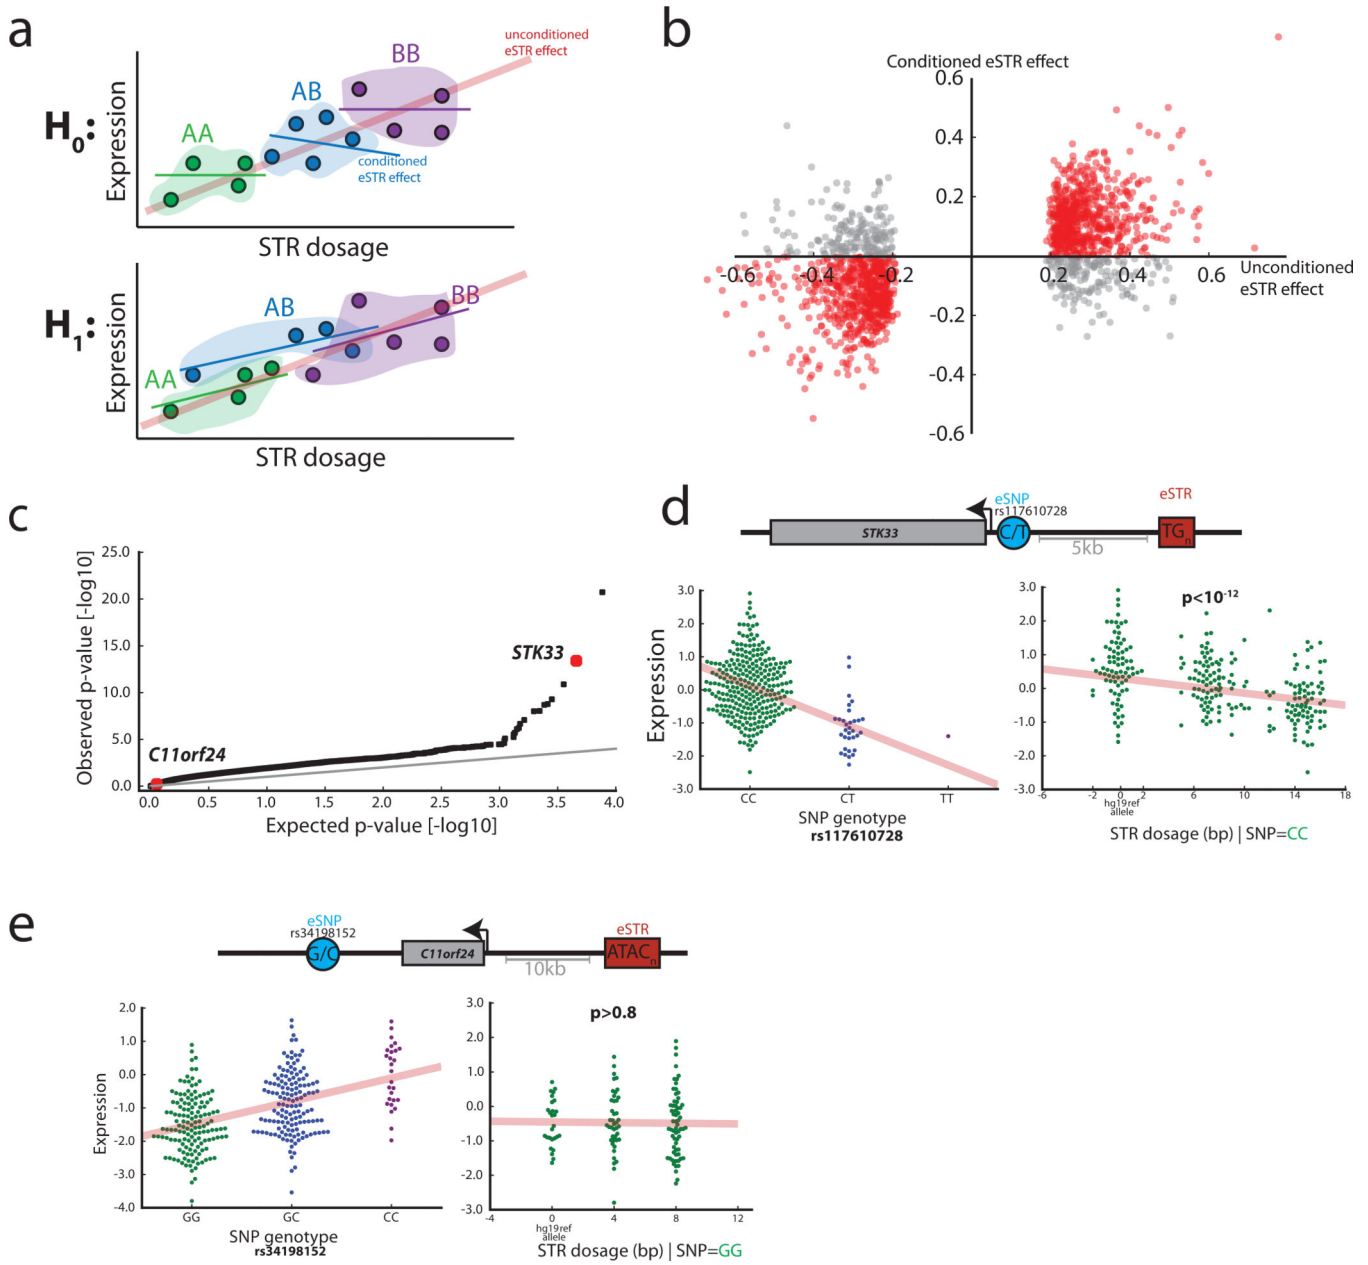 a
H0:
Expression
AA
AB
BB
unconditioned
eSTR effect
conditioned
eSTR effect
STR dosage
H1:
Expression
AA
AB
BB
STR dosage
b
Conditioned eSTR effect
0.6
0.4
0.2
-0.2
-0.4
-0.6
-0.6
-0.4
-0.2
0.2
0.4
0.6
Unconditioned
eSTR effect
c
Observed p-value [-log10]
25.0
20.0
15.0
10.0
5.0
0.0
STK33
C11orf24
0.0 0.5 1.0 1.5 2.0 2.5 3.0 3.5 4.0
Expected p-value [-log10]
d
eSNP
rs117610728
eSTR
STK33
C/T
TGn
5kb
Expression
3.0
2.0
1.0
0.0
-1.0
-2.0
-3.0
CC CT TT
SNP genotype
rs117610728
3.0
2.0
1.0
0.0
-1.0
-2.0
-3.0
p<10-12
-6 -2 0 2 6 10 14 18
hg19 ref
allele
STR dosage (bp) | SNP=CC
e
eSNP
rs34198152
eSTR
G/C
C11orf24
ATACn
10kb
Expression
2.0
1.0
0.0
-1.0
-2.0
-3.0
-4.0
GG GC CC
SNP genotype
rs34198152
3.0
2.0
1.0
0.0
-1.0
-2.0
-3.0
p>0.8
-4 0 4 8 12
hg19 ref
allele
STR dosage (bp) | SNP=GG